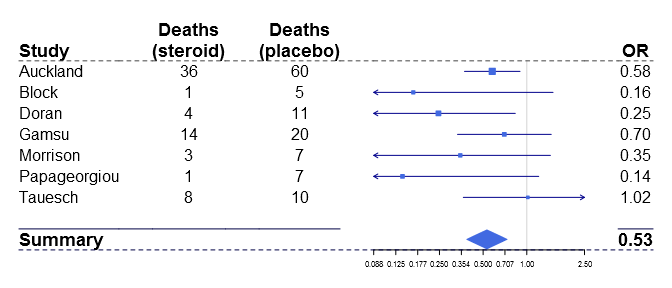 Deaths Deaths
Study (steroid) (placebo) OR
Auckland 36 60 0.58
Block 1 5 0.16
Doran 4 11 0.25
Gamsu 14 20 0.70
Morrison 3 7 0.35
Papageorgiou 1 7 0.14
Tauesch 8 10 1.02
Summary 0.53
0.088 0.125 0.177 0.250 0.354 0.500 0.707 1.00 2.50